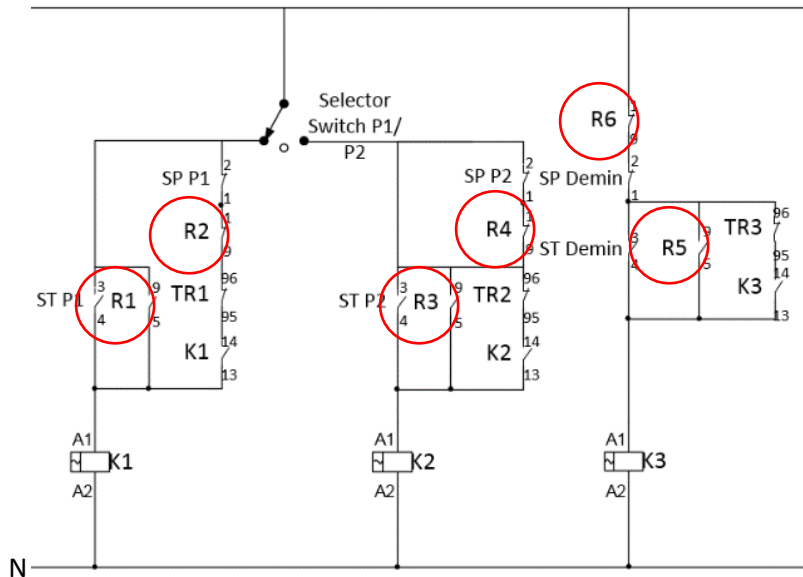 Selector
Switch P1/
P2
SP P1
2
1
1
R2
9
3
ST P1
4
R1
9
5
96
TR1
95
14
K1
13
A1
K1
A2
SP P2
2
1
1
R4
9
3
ST P2
4
R3
9
5
96
TR2
95
14
K2
13
A1
K2
A2
1
R6
9
2
SP Demin
1
3
ST Demin
4
R5
9
5
96
TR3
95
14
K3
13
A1
K3
A2
N